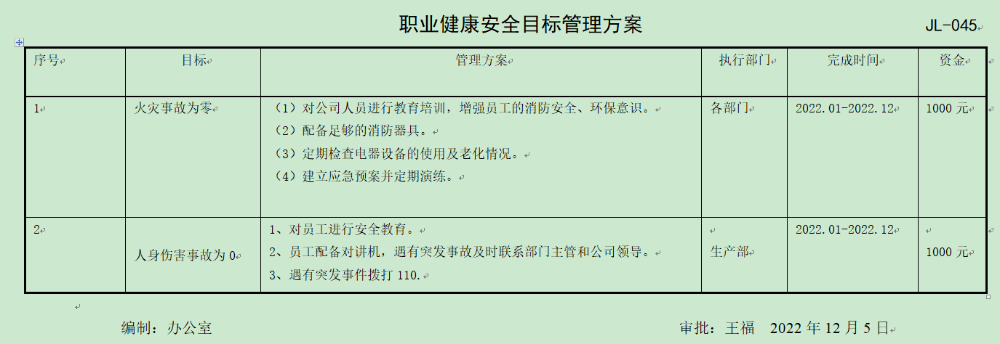 职业健康安全目标管理方案
JL-045
序号 目标 管理方案 执行部门 完成时间 资金
1 火灾事故为零 （1）对公司人员进行教育培训，增强员工的消防安全、环保意识。 各部门 2022.01-2022.12 1000 元
（2）配备足够的消防器具。
（3）定期检查电器设备的使用及老化情况。
（4）建立应急预案并定期演练。
2 1、对员工进行安全教育。 2022.01-2022.12
人身伤害事故为 0 2、员工配备对讲机，遇有突发事故及时联系部门主管和公司领导。 生产部 1000 元
3、遇有突发事件拨打 110.
编制：办公室 审批：王福 2022 年 12 月 5 日